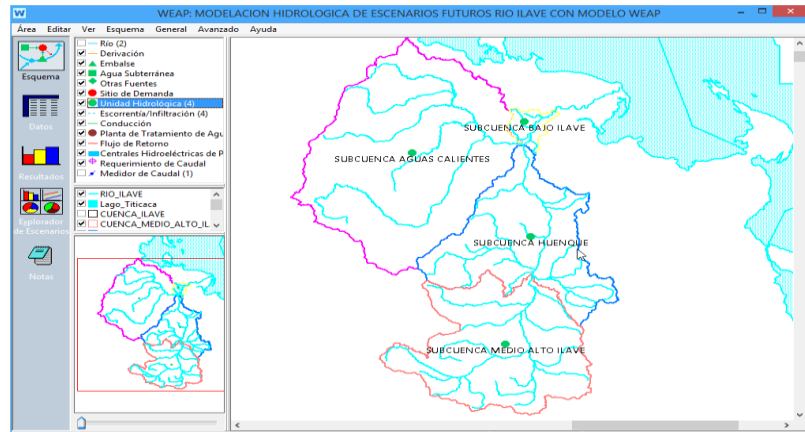 WEAP: MODELACION HIDROLOGICA DE ESCENARIOS FUTUROS RIO ILAVE CON MODELO WEAP
Área Editar Ver Esquema General Avanzado Ayuda
Esquema
Datos
Resultados
Explorador
de Escenarios
Notas
Río (2)
Derivación
Embalse
Agua Subterránea
Otras Fuentes
Sitio de Demanda
Unidad Hidrológica (4)
Escorrentía/Infiltración (4)
Conducción
Planta de Tratamiento de Agu
Flujo de Retorno
Centrales Hidroeléctricas de P
Requerimiento de Caudal
Medidor de Caudal (1)
RIO_ILAVE
Lago_Titicaca
CUENCA_ILAVE
CUENCA_MEDIO_ALTO_IL
SUBCUENCA BAJO ILAVE
SUBCUENCA AGUAS CALIENTES
SUBCUENCA HUENQUE
SUBCUENCA MEDIO ALTO ILAVE